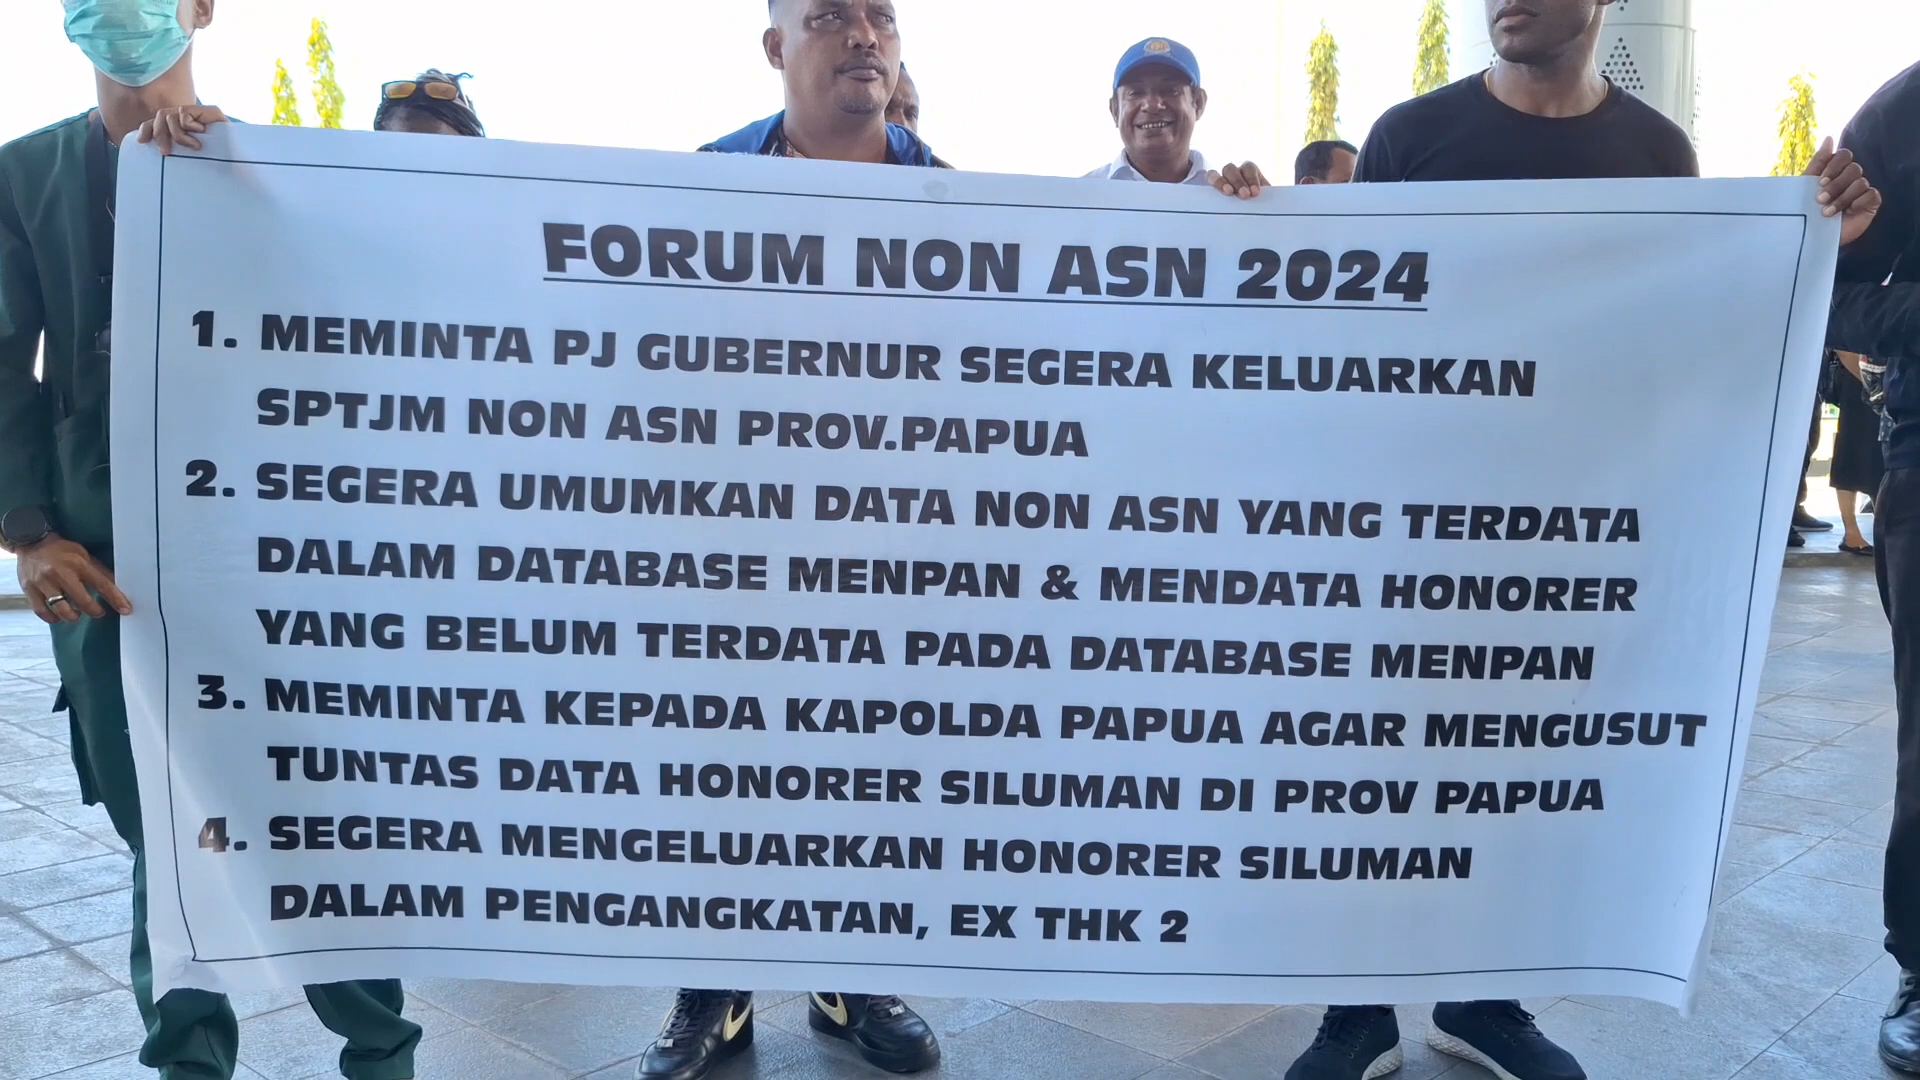 FORUM NON ASN 2024
1. MEMINTA PJ GUBERNUR SEGERA KELUARKAN
SPTJM NON ASN PROV.PAPUA
2. SEGERA UMUMKAN DATA NON ASN YANG TERDATA
DALAM DATABASE MENPAN & MENDATA HONORER
YANG BELUM TERDATA PADA DATABASE MENPAN
3. MEMINTA KEPADA KAPOLDA PAPUA AGAR MENGUSUT
TUNTAS DATA HONORER SILUMAN DI PROV PAPUA
4. SEGERA MENGELUARKAN HONORER SILUMAN
DALAM PENGANGKATAN, EX THK 2